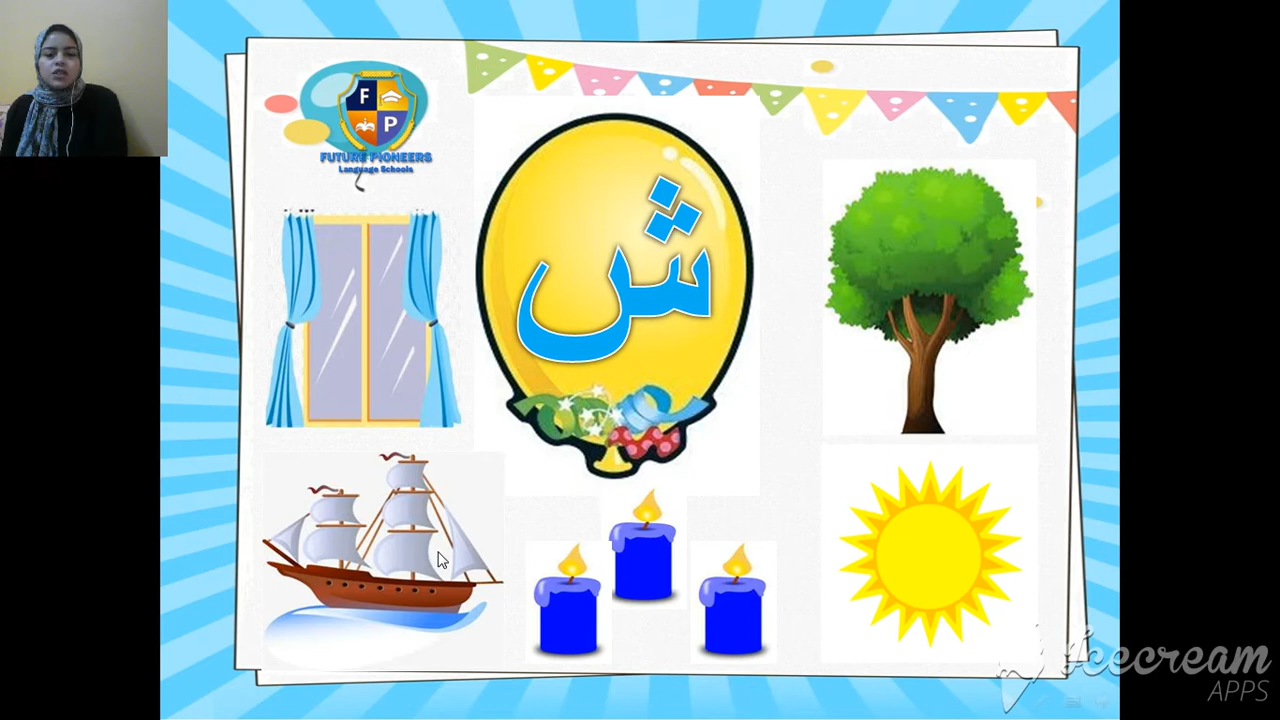 F
P
FUTURE PIONEERS
Language Schools
ش
Icecream
APPS